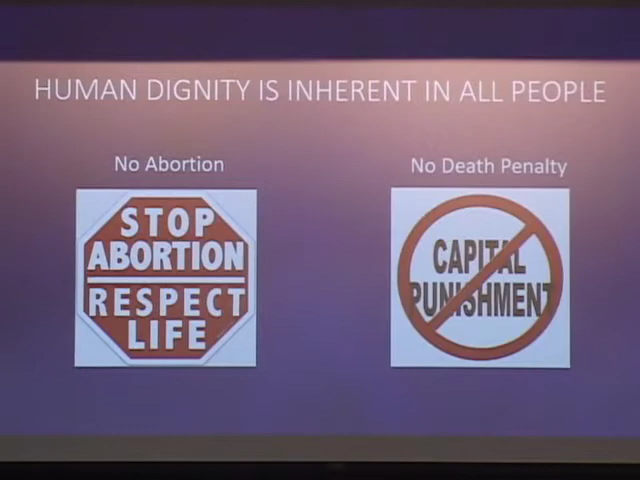 HUMAN DIGNITY IS INHERENT IN ALL PEOPLE
No Abortion
No Death Penalty
STOP
ABORTION
RESPECT
LIFE
CAPITAL
PUNISHMENT